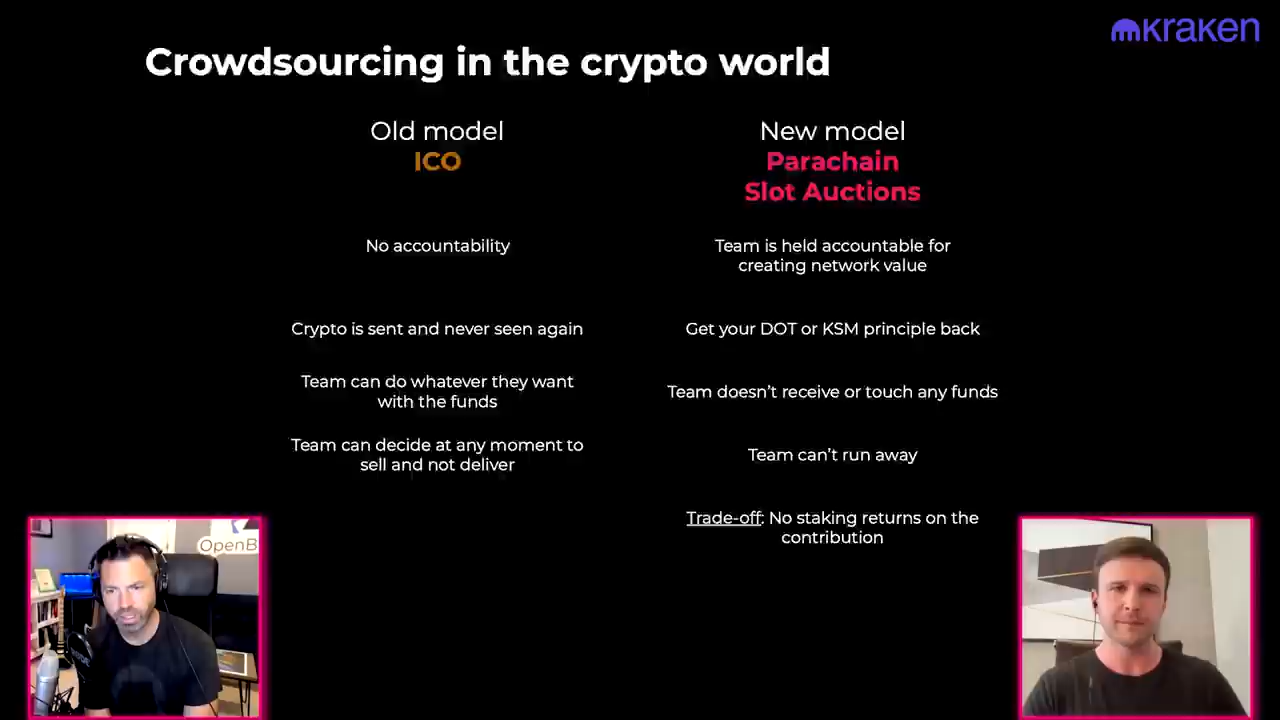 kraken
Crowdsourcing in the crypto world
Old model
ICO
No accountability
Crypto is sent and never seen again
Team can do whatever they want
with the funds
Team can decide at any moment to
sell and not deliver
New model
Parachain
Slot Auctions
Team is held accountable for
creating network value
Get your DOT or KSM principle back
Team doesn't receive or touch any funds
Team can't run away
Trade-off: No staking returns on the
contribution
OpenB